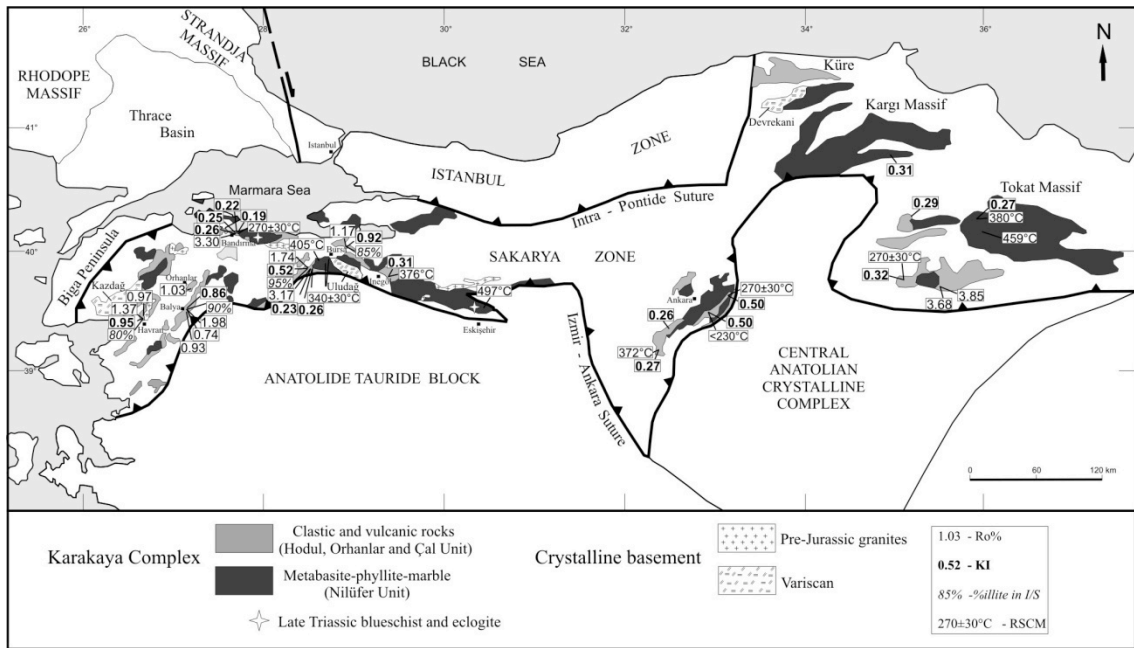 26°
28°
30°
32°
34°
36°
STRANDJA
MASSIF
RHODOPE
MASSIF
Thrace
Basin
Istanbul
BLACK SEA
N
Küre
Devrekani
Kargı Massif
41°
ISTANBUL
ZONE
Intra - Pontide Suture
Marmara Sea
0.31
Tokat Massif
0.22
0.25
0.19
0.26
270±30°C
3.30
Bandırma
1.17
0.92
85%
405°C
1.74
Bursa
0.52
95%
3.17
Uludağ
340±30°C
0.23
0.26
0.31
376°C
İnegöl
SAKARYA ZONE
497°C
Eskişehir
0.29
0.27
380°C
459°C
270±30°C
0.32
3.85
3.68
40°
Biga Peninsula
Kazdağ
Orhanlar
1.03
0.97
1.37
Balya
0.95
80%
Havran
0.86
90%
1.98
0.74
0.93
Ankara
270±30°C
0.50
0.50
0.26
<230°C
372°C
0.27
39°
ANATOLIDE TAURIDE BLOCK
Izmir - Ankara Suture
CENTRAL
ANATOLIAN
CRYSTALLINE
COMPLEX
0 60 120 km
Karakaya Complex
Clastic and vulcanic rocks
(Hodul, Orhanlar and Çal Unit)
Metabasite-phyllite-marble
(Nilüfer Unit)
Late Triassic blueschist and eclogite
Crystalline basement
Pre-Jurassic granites
Variscan
1.03 - Ro%
0.52 - KI
85% -%illite in I/S
270±30°C - RSCM